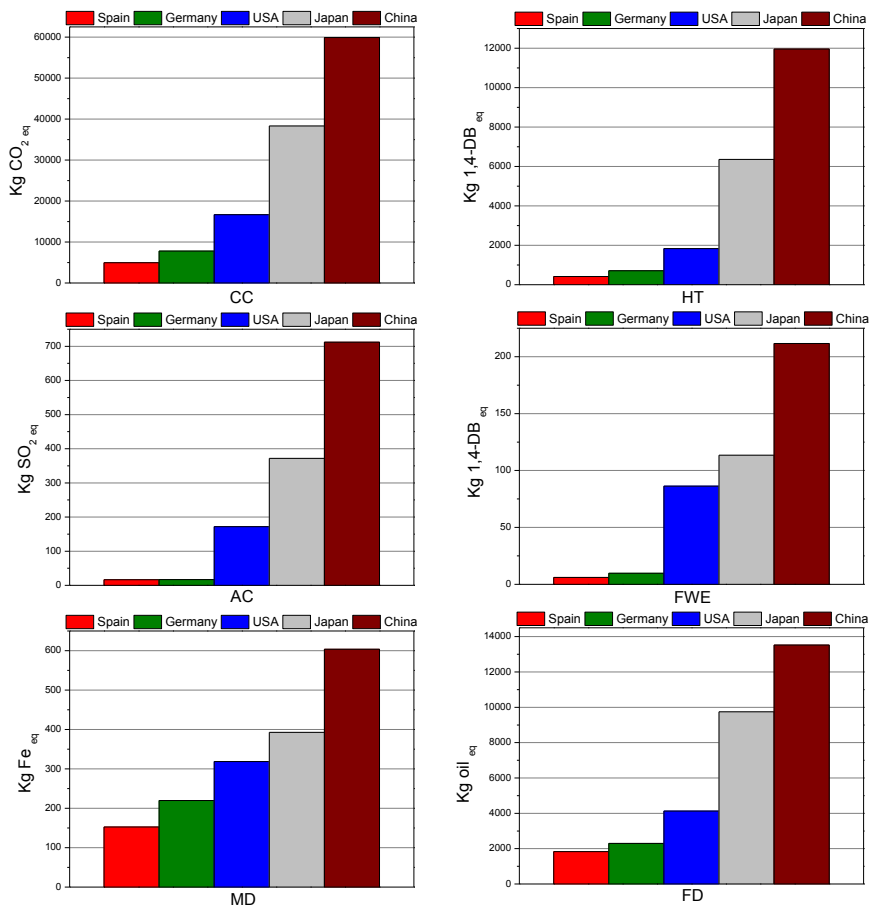 Spain Germany USA Japan China
60000
50000
40000
30000
20000
10000
0
Kg CO2 eq
CC
Spain Germany USA Japan China
12000
10000
8000
6000
4000
2000
0
Kg 1,4-DB eq
HT
Spain Germany USA Japan China
700
600
500
400
300
200
100
0
Kg SO2 eq
AC
Spain Germany USA Japan China
200
150
100
50
0
Kg 1,4-DB eq
FWE
Spain Germany USA Japan China
600
500
400
300
200
100
0
Kg Fe eq
MD
Spain Germany USA Japan China
14000
12000
10000
8000
6000
4000
2000
0
Kg oil eq
FD